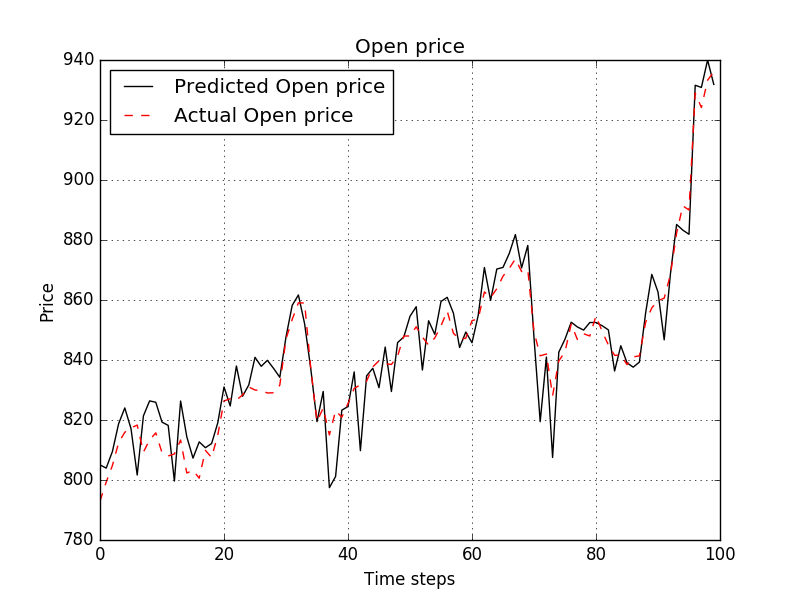 Open price
Predicted Open price
Actual Open price
940
920
900
880
860
840
820
800
780
Price
0 20 40 60 80 100
Time steps